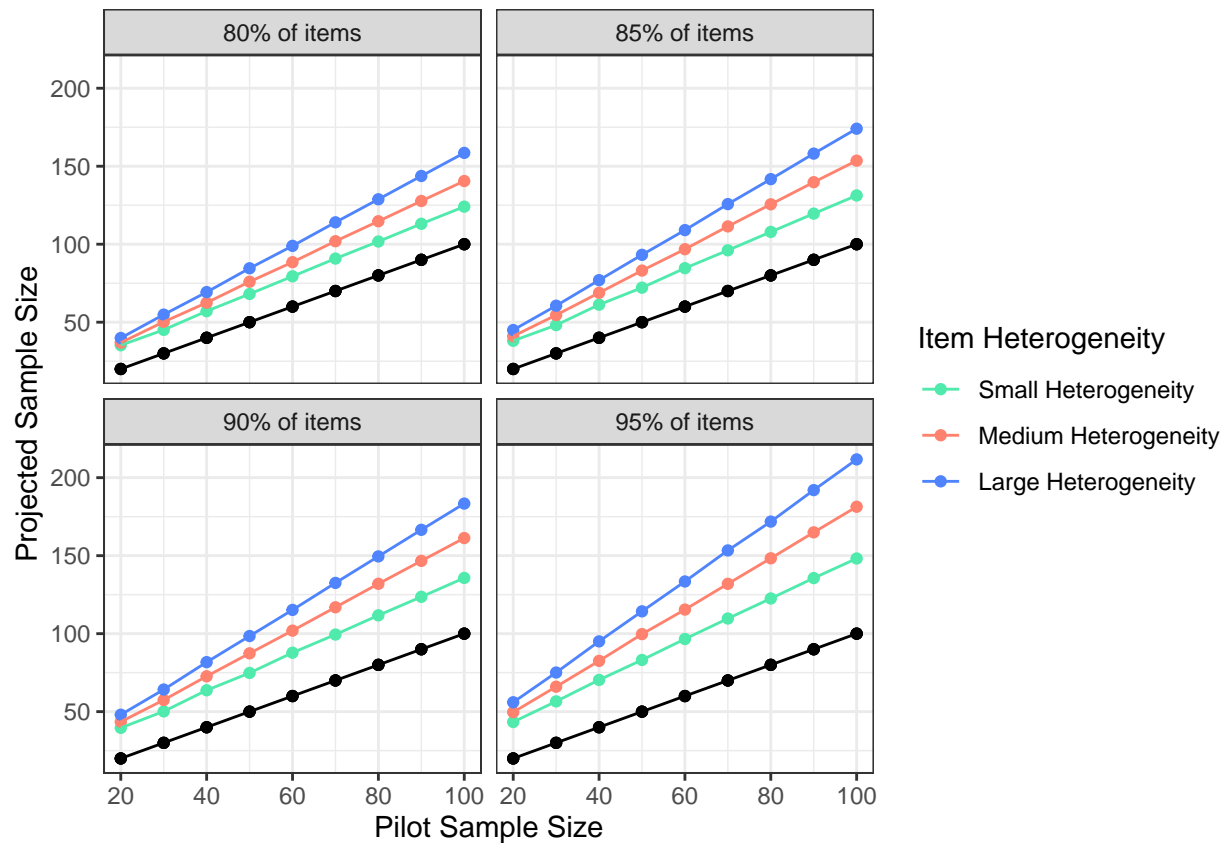 80% of items
85% of items
200
150
100
50
90% of items
95% of items
200
150
100
50
20
40
60
80
100
20
40
60
80
100
Pilot Sample Size
Projected Sample Size
Item Heterogeneity
Small Heterogeneity
Medium Heterogeneity
Large Heterogeneity